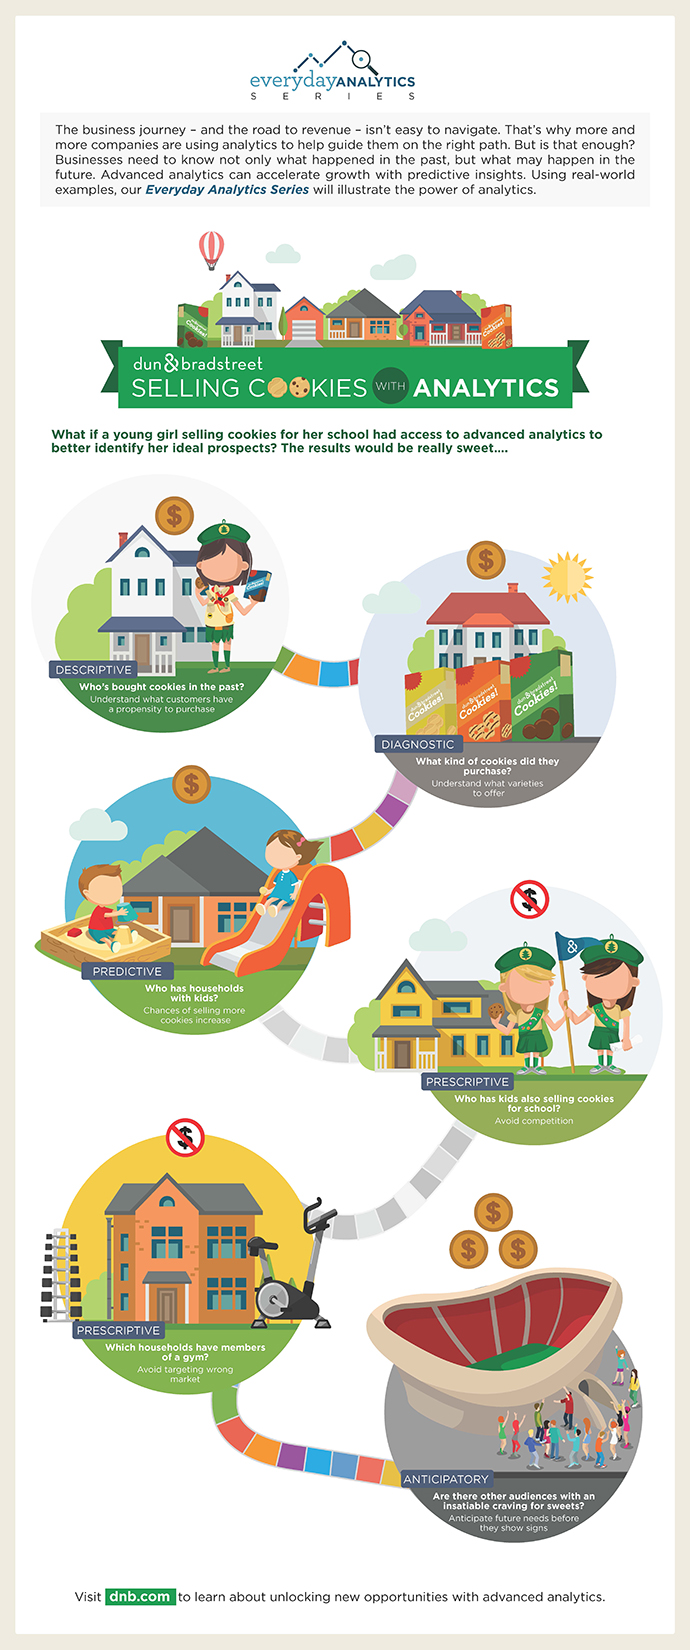 everydayANALYTICS
SERIES
The business journey – and the road to revenue – isn't easy to navigate. That's why more and
more companies are using analytics to help guide them on the right path. But is that enough?
Businesses need to know not only what happened in the past, but what may happen in the
future. Advanced analytics can accelerate growth with predictive insights. Using real-world
examples, our Everyday Analytics Series will illustrate the power of analytics.
Cookies!
Cookies!
dun&bradstreet
SELLING COOKIES WITH ANALYTICS
What if a young girl selling cookies for her school had access to advanced analytics to
better identify her ideal prospects? The results would be really sweet....
$
Cookies!
DESCRIPTIVE
Who's bought cookies in the past?
Understand what customers have
a propensity to purchase
$
dun&bradstreet
Cookies!
dun&bradstreet
Cookies!
dun&bradstreet
Cookies!
DIAGNOSTIC
What kind of cookies did they
purchase?
Understand what varieties
to offer
$
PREDICTIVE
Who has households
with kids?
Chances of selling more
cookies increase
$
&
PRESCRIPTIVE
Who has kids also selling cookies
for school?
Avoid competition
$
PRESCRIPTIVE
Which households have members
of a gym?
Avoid targeting wrong
market
$
$ $
ANTICIPATORY
Are there other audiences with an
insatiable craving for sweets?
Anticipate future needs before
they show signs
Visit dnb.com to learn about unlocking new opportunities with advanced analytics.